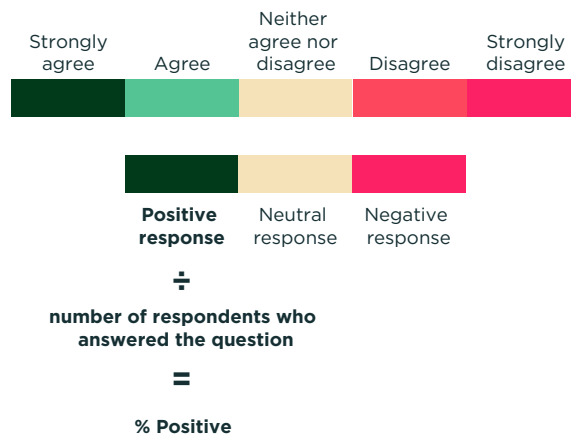 Strongly
agree
Agree
Neither
agree nor
disagree
Disagree
Strongly
disagree
Positive
response
Neutral
response
Negative
response
÷
number of respondents who
answered the question
=
% Positive